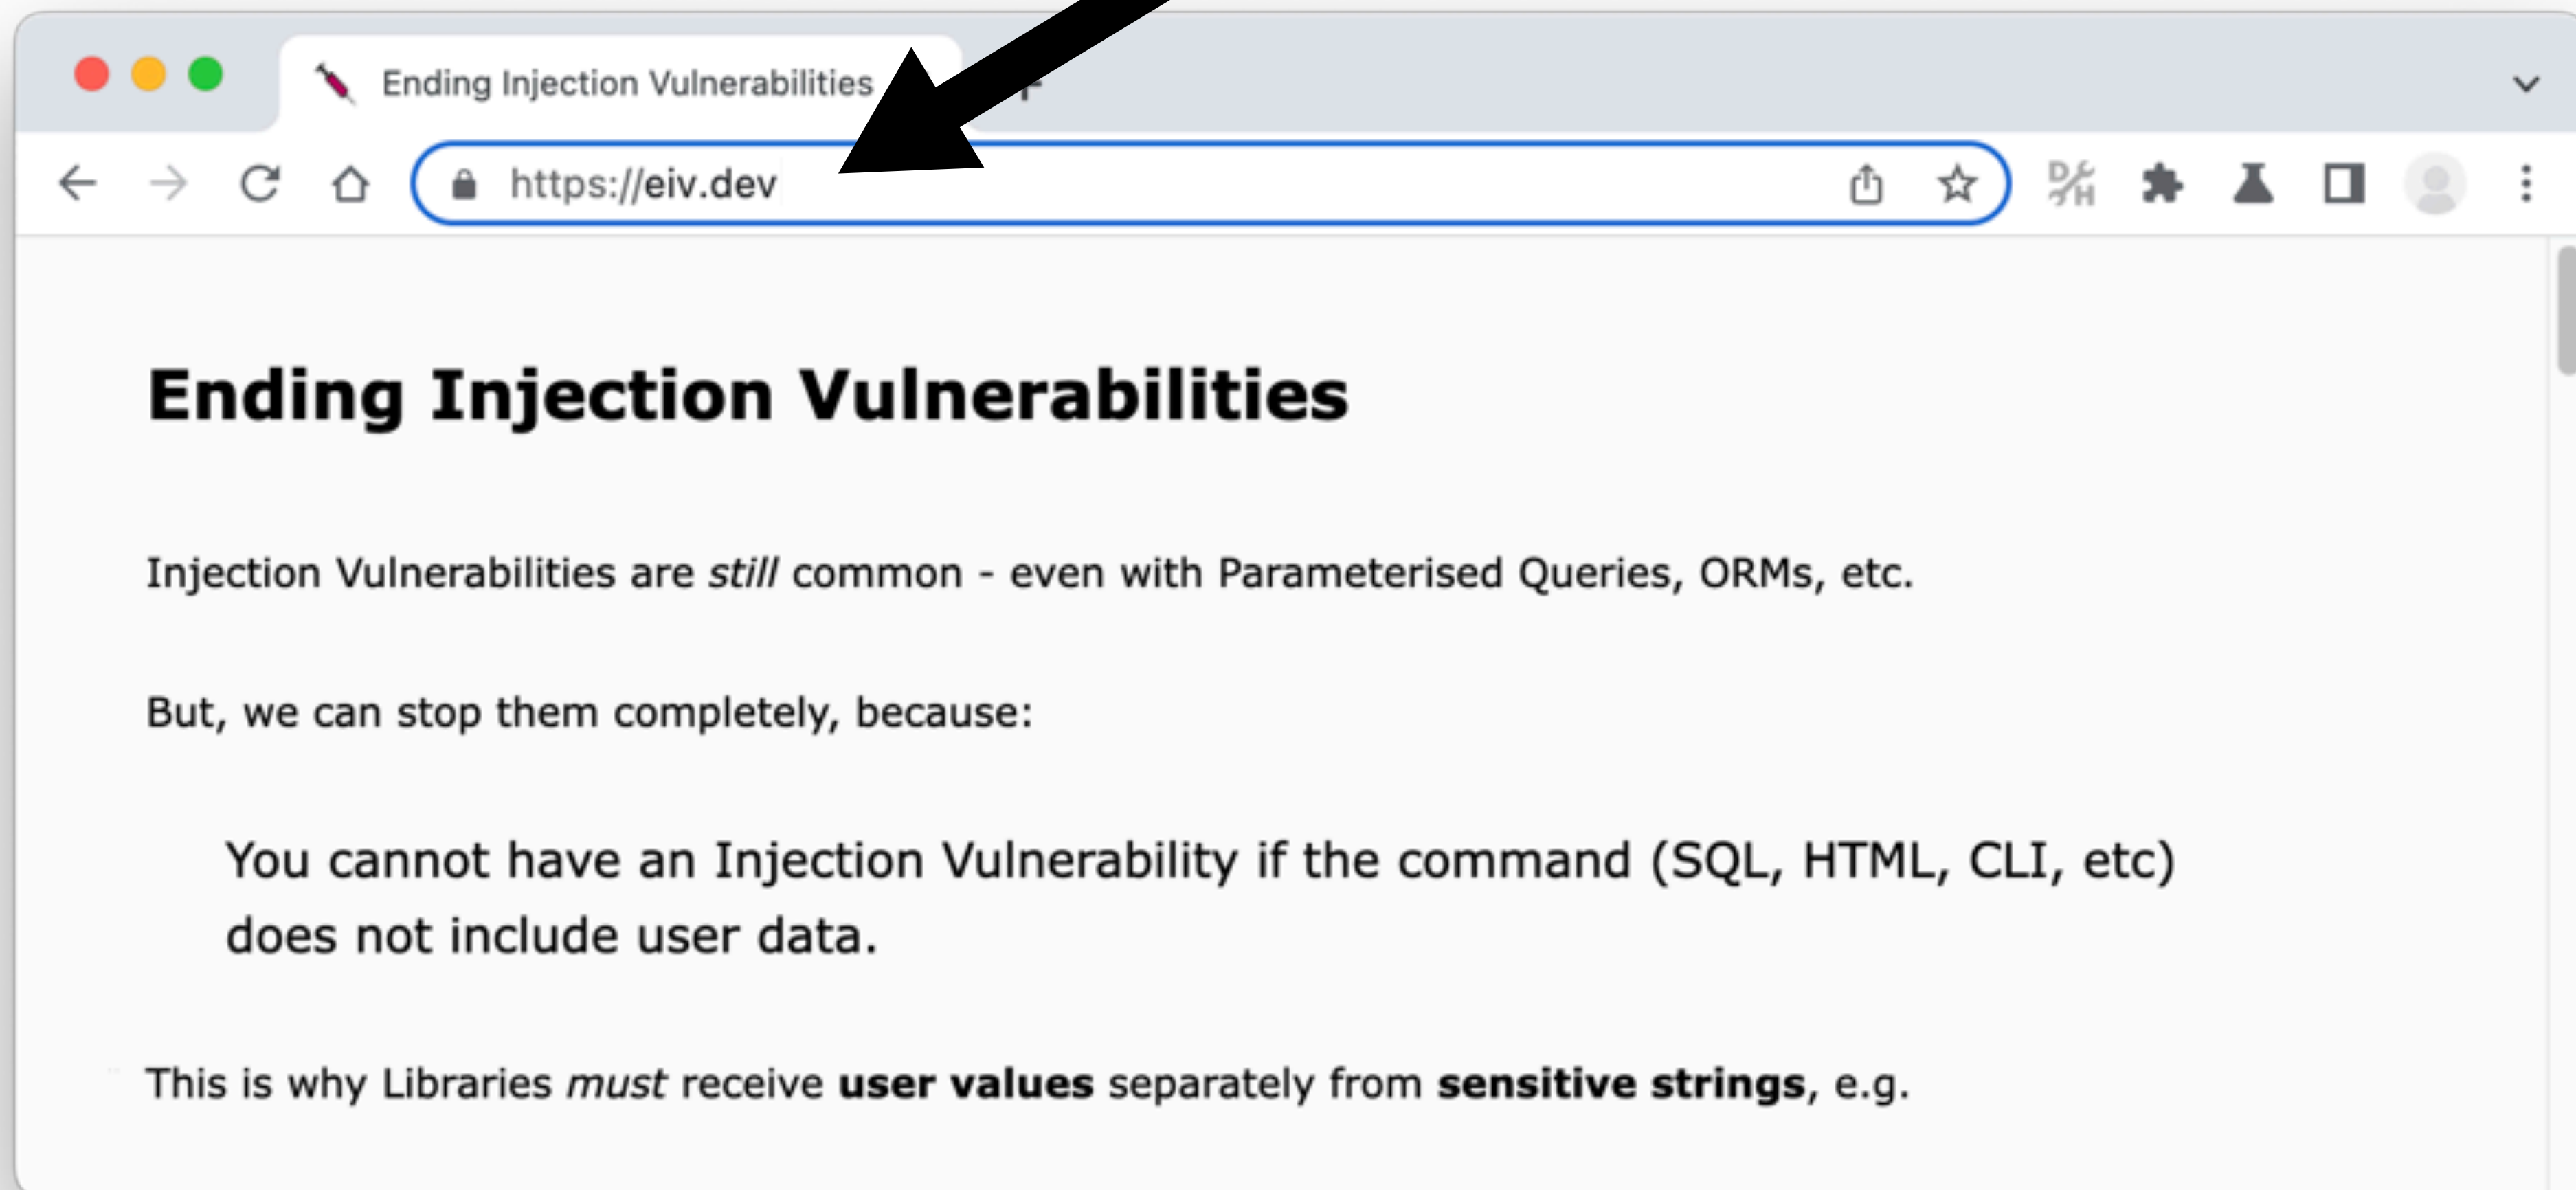 Ending Injection Vulnerabilities
https://eiv.dev
Ending Injection Vulnerabilities
Injection Vulnerabilities are still common - even with Parameterised Queries, ORMs, etc.
But, we can stop them completely, because:
You cannot have an Injection Vulnerability if the command (SQL, HTML, CLI, etc)
does not include user data.
This is why Libraries must receive user values separately from sensitive strings, e.g.